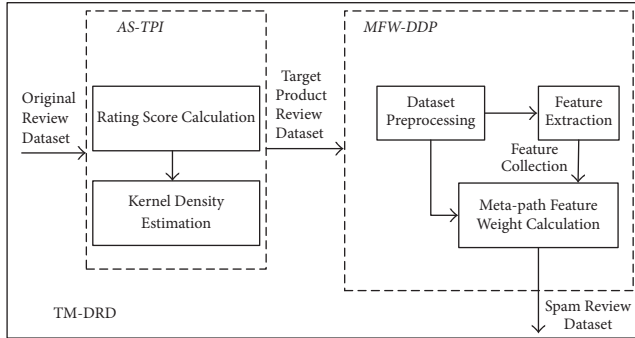 AS-TPI
MFW-DDP
Original
Review
Dataset
Rating Score Calculation
Kernel Density
Estimation
Target
Product
Review
Dataset
Dataset
Preprocessing
Feature
Extraction
Feature
Collection
Meta-path Feature
Weight Calculation
TM-DRD
Spam Review
Dataset